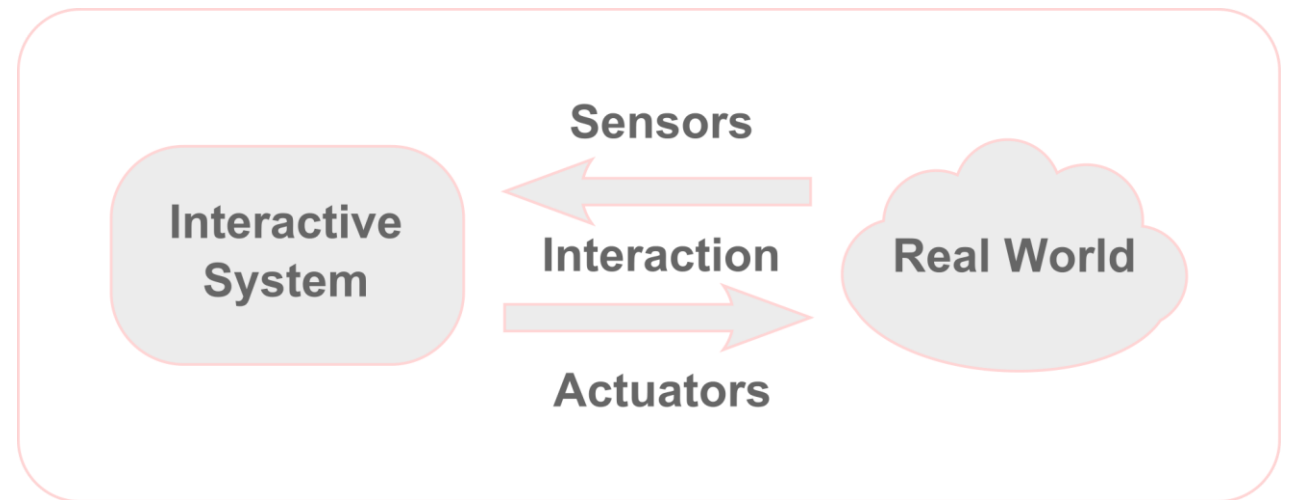 Sensors
Interactive
System
Interaction
Real World
Actuators